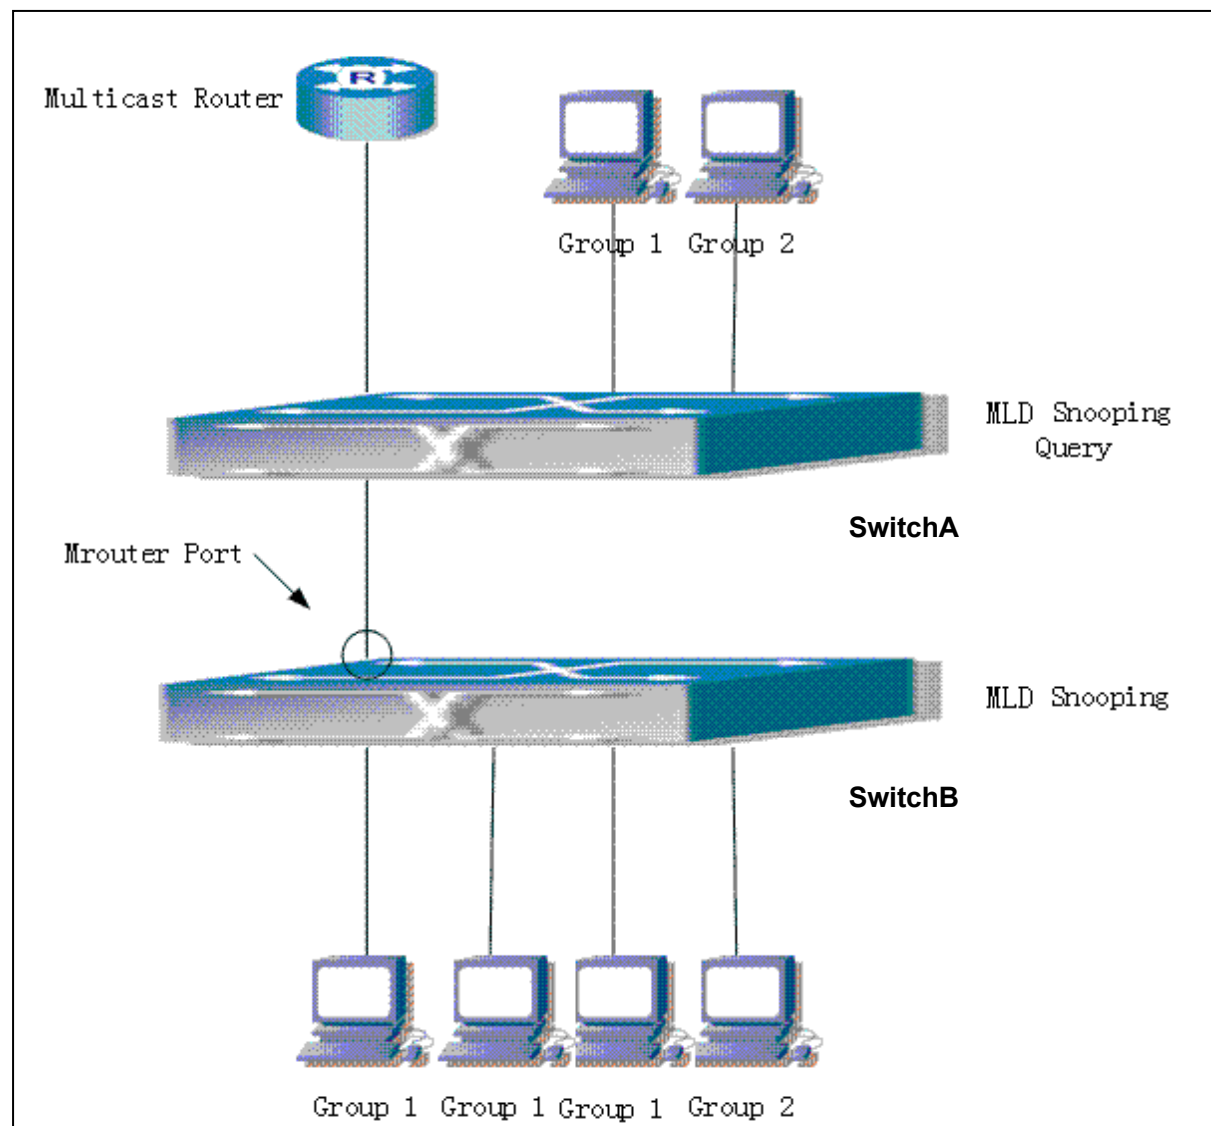 Multicast Router
R
Group 1 Group 2
MLD Snooping
Query
SwitchA
Mrouter Port
MLD Snooping
SwitchB
Group 1 Group 1 Group 1 Group 2